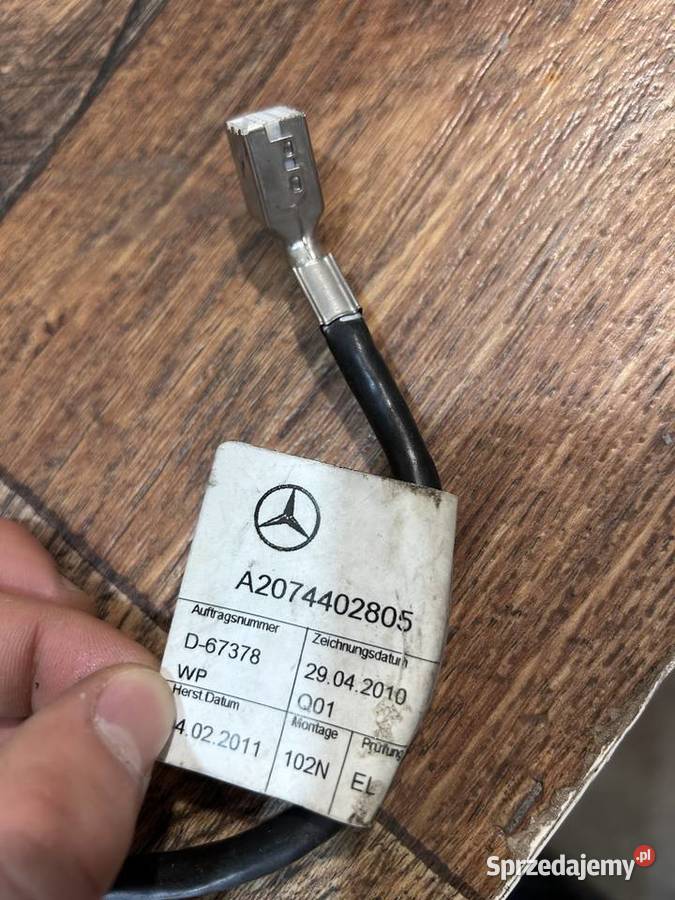 A2074402805
Auftragsnummer
D-67378
WP
Zeichnungsdatum
29.04.2010
Q01
Herst.Datum
4.02.2011
Montage
102N
Prüfung
EL
Sprzedajemy.pl